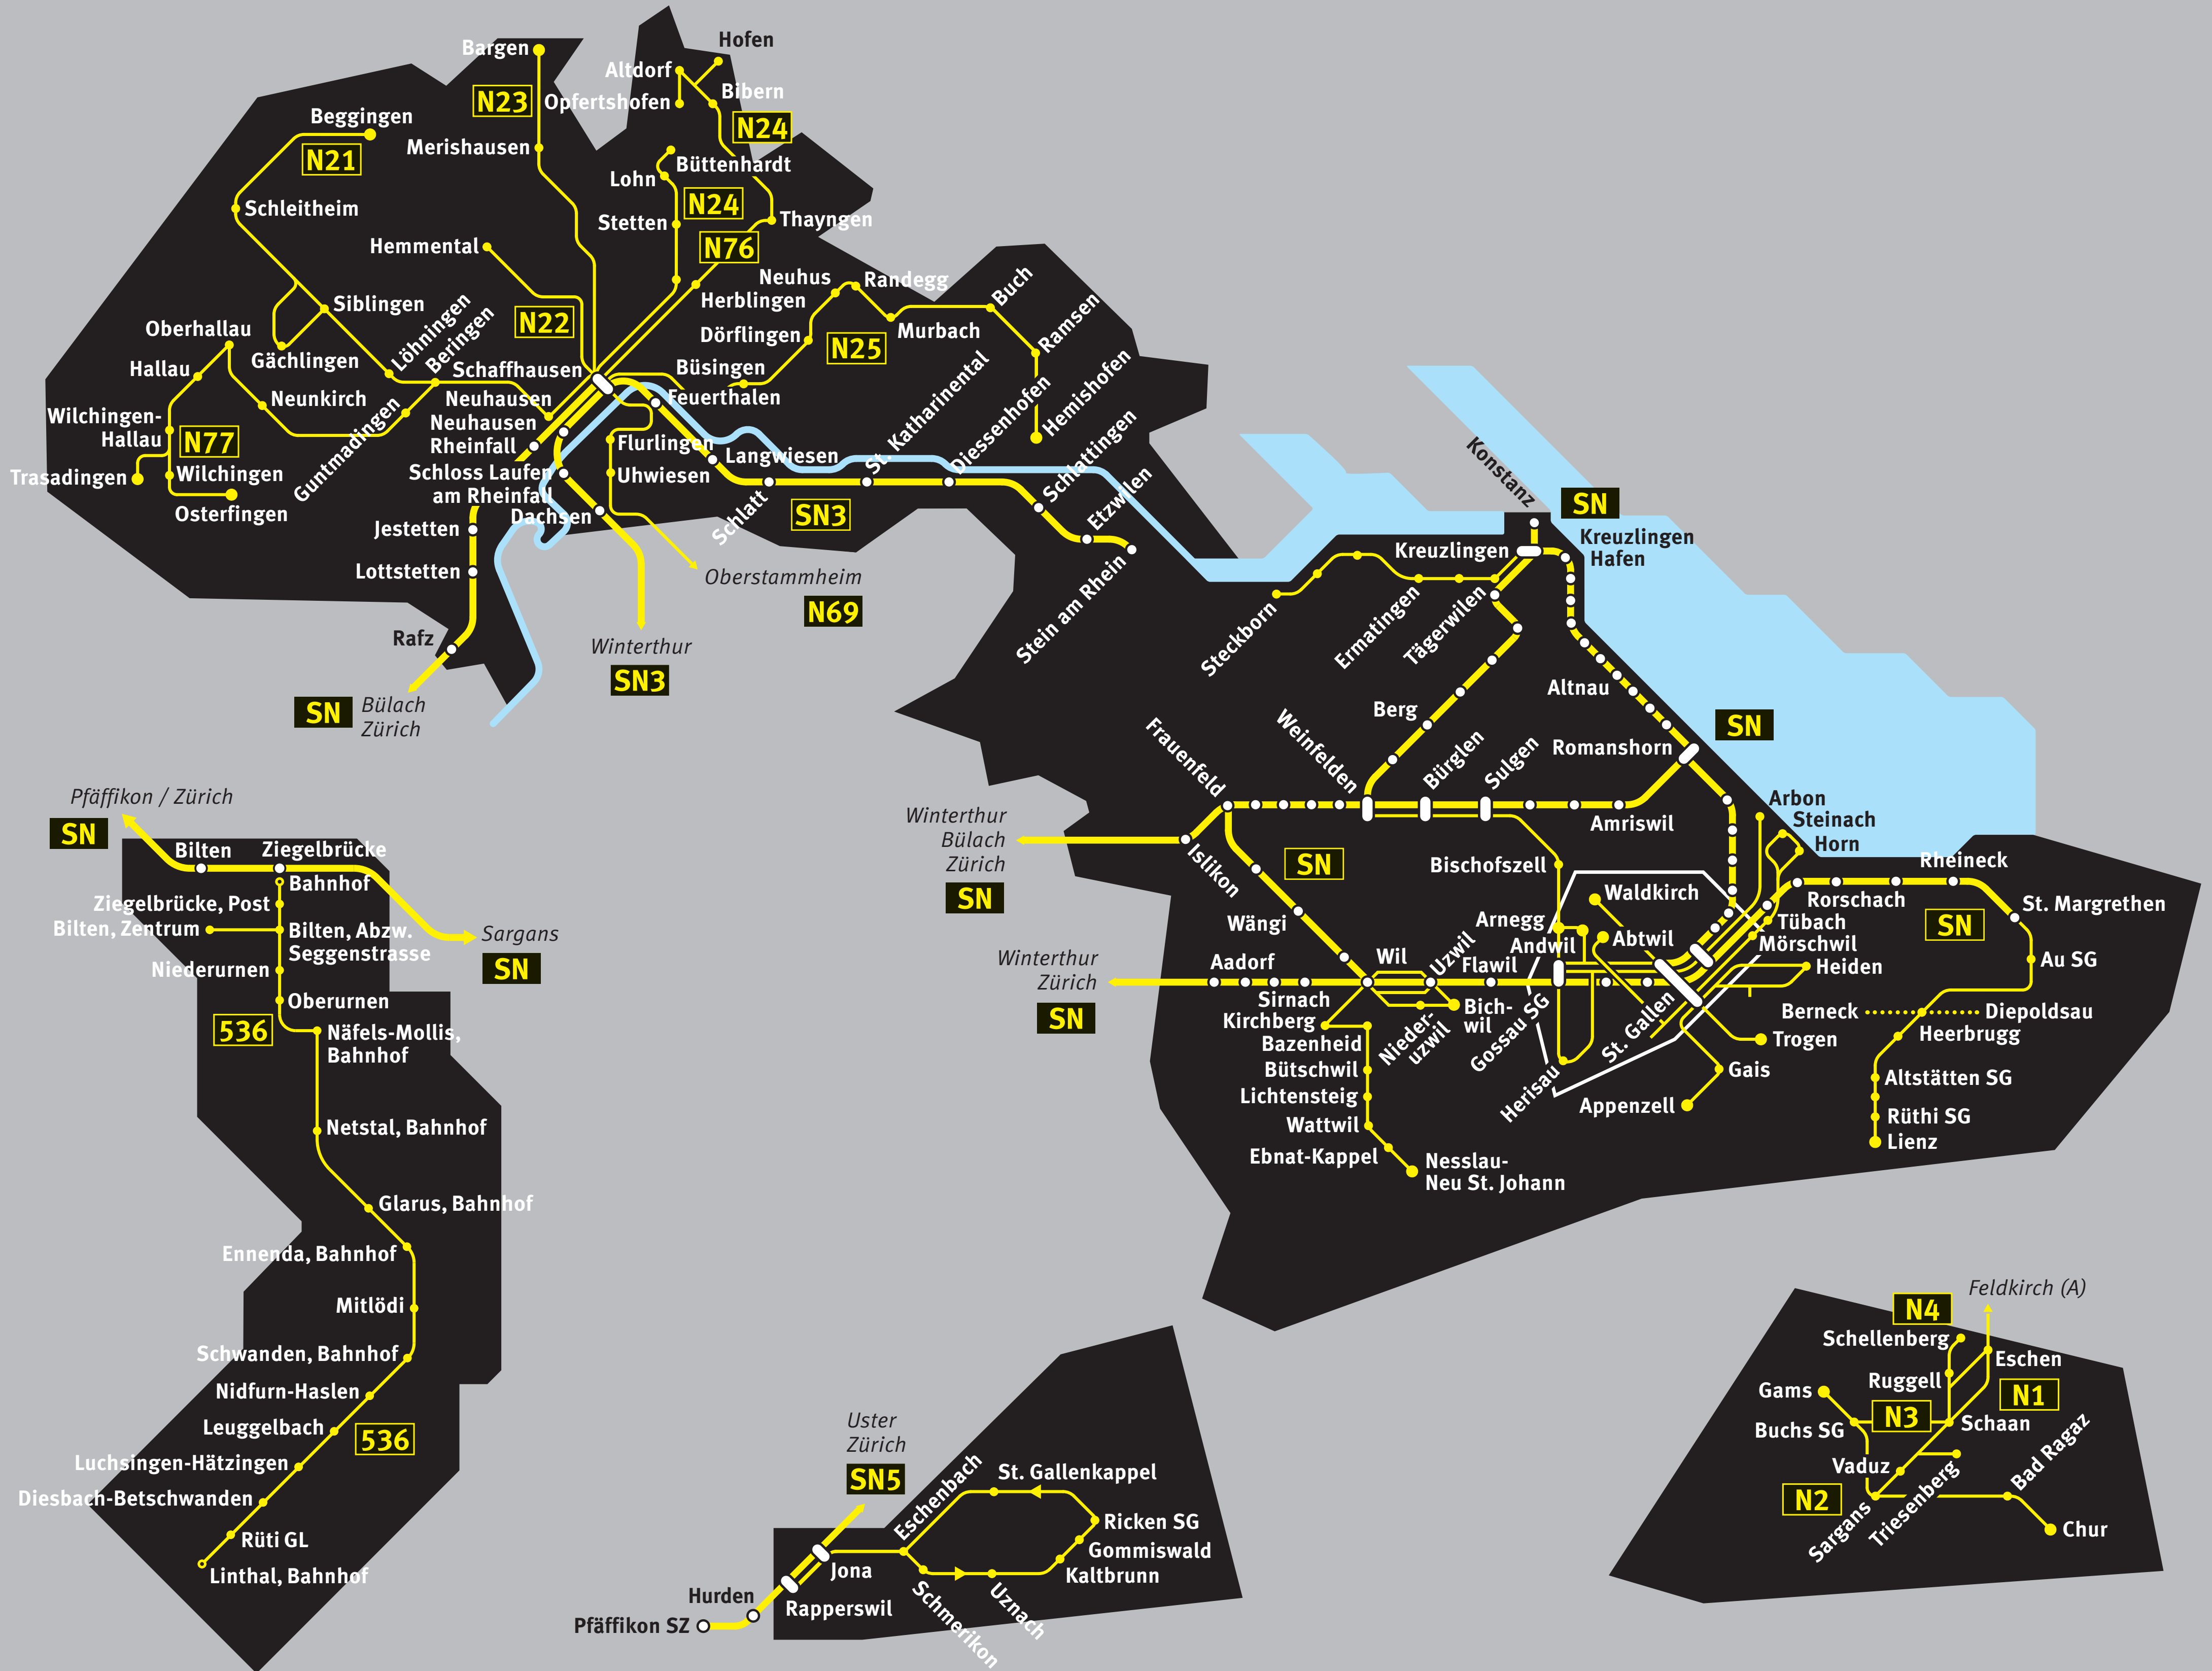 Bargen
N23
Merishausen
Beggingen
N21
Schleitheim
Hemmental
Siblingen
Gächlingen
Löhningen
Beringen
N22
Oberhallau
Hallau
Neunkirch
Guntmadingen
Wilchingen-
Hallau
N77
Trasadingen
Wilchingen
Osterfingen
Hofen
Altdorf
Opfertshofen
Bibern
N24
Büttenhardt
Lohn
N24
Stetten
Thayngen
N76
Herblingen
Schaffhausen
Neuhausen
Neuhausen
Rheinfall
Schloss Laufen
am Rheinfall
Dachsen
Jestetten
Lottstetten
Rafz
SN
Bülach
Zürich
Neuhus
Randegg
Dörflingen
N25
Murbach
Buch
Ramsen
Hemishofen
Büsingen
Feuerthalen
Flurlingen
Uhwiesen
Langwiesen
Schlatt
SN3
St. Katharinental
Diessenhofen
Schlattingen
Etzwilen
Stein am Rhein
Oberstammheim
N69
Winterthur
SN3
Konstanz
SN
Kreuzlingen
Kreuzlingen
Hafen
Steckborn
Ermatingen
Tägerwilen
Altnau
Berg
SN
Romanshorn
Frauenfeld
Weinfelden
Bürglen
Sulgen
Amriswil
Winterthur
Bülach
Zürich
SN
Islikon
SN
Bischofszell
Arbon
Steinach
Horn
Rheineck
Rorschach
St. Margrethen
SN
Tübach
Mörschwil
Au SG
Heiden
Berneck
Diepoldsau
Heerbrugg
Altstätten SG
Rüthi SG
Lienz
Waldkirch
Arnegg
Andwil
Abtwil
Wängi
Winterthur
Zürich
SN
Aadorf
Sirnach
Wil
Uzwil
Flawil
Gossau SG
St. Gallen
Herisau
Trogen
Gais
Appenzell
Kirchberg
Bazenheid
Bütschwil
Lichtensteig
Wattwil
Ebnat-Kappel
Nesslau-
Neu St. Johann
Nieder-
uzwil
Bich-
wil
Pfäffikon / Zürich
SN
Bilten
Ziegelbrücke
Bahnhof
Ziegelbrücke, Post
Bilten, Zentrum
Bilten, Abzw.
Seggenstrasse
Sargans
SN
Niederurnen
Oberurnen
536
Näfels-Mollis,
Bahnhof
Netstal, Bahnhof
Glarus, Bahnhof
Ennenda, Bahnhof
Mitlödi
Schwanden, Bahnhof
Nidfurn-Haslen
Leuggelbach
536
Luchsingen-Hätzingen
Diesbach-Betschwanden
Rüti GL
Linthal, Bahnhof
Uster
Zürich
SN5
Eschenbach
St. Gallenkappel
Ricken SG
Gommiswald
Kaltbrunn
Uznach
Schmerikon
Jona
Rapperswil
Hurden
Pfäffikon SZ
Feldkirch (A)
N4
Schellenberg
Eschen
Ruggell
N1
Gams
N3
Buchs SG
Schaan
Vaduz
Bad Ragaz
N2
Sargans
Triesenberg
Chur